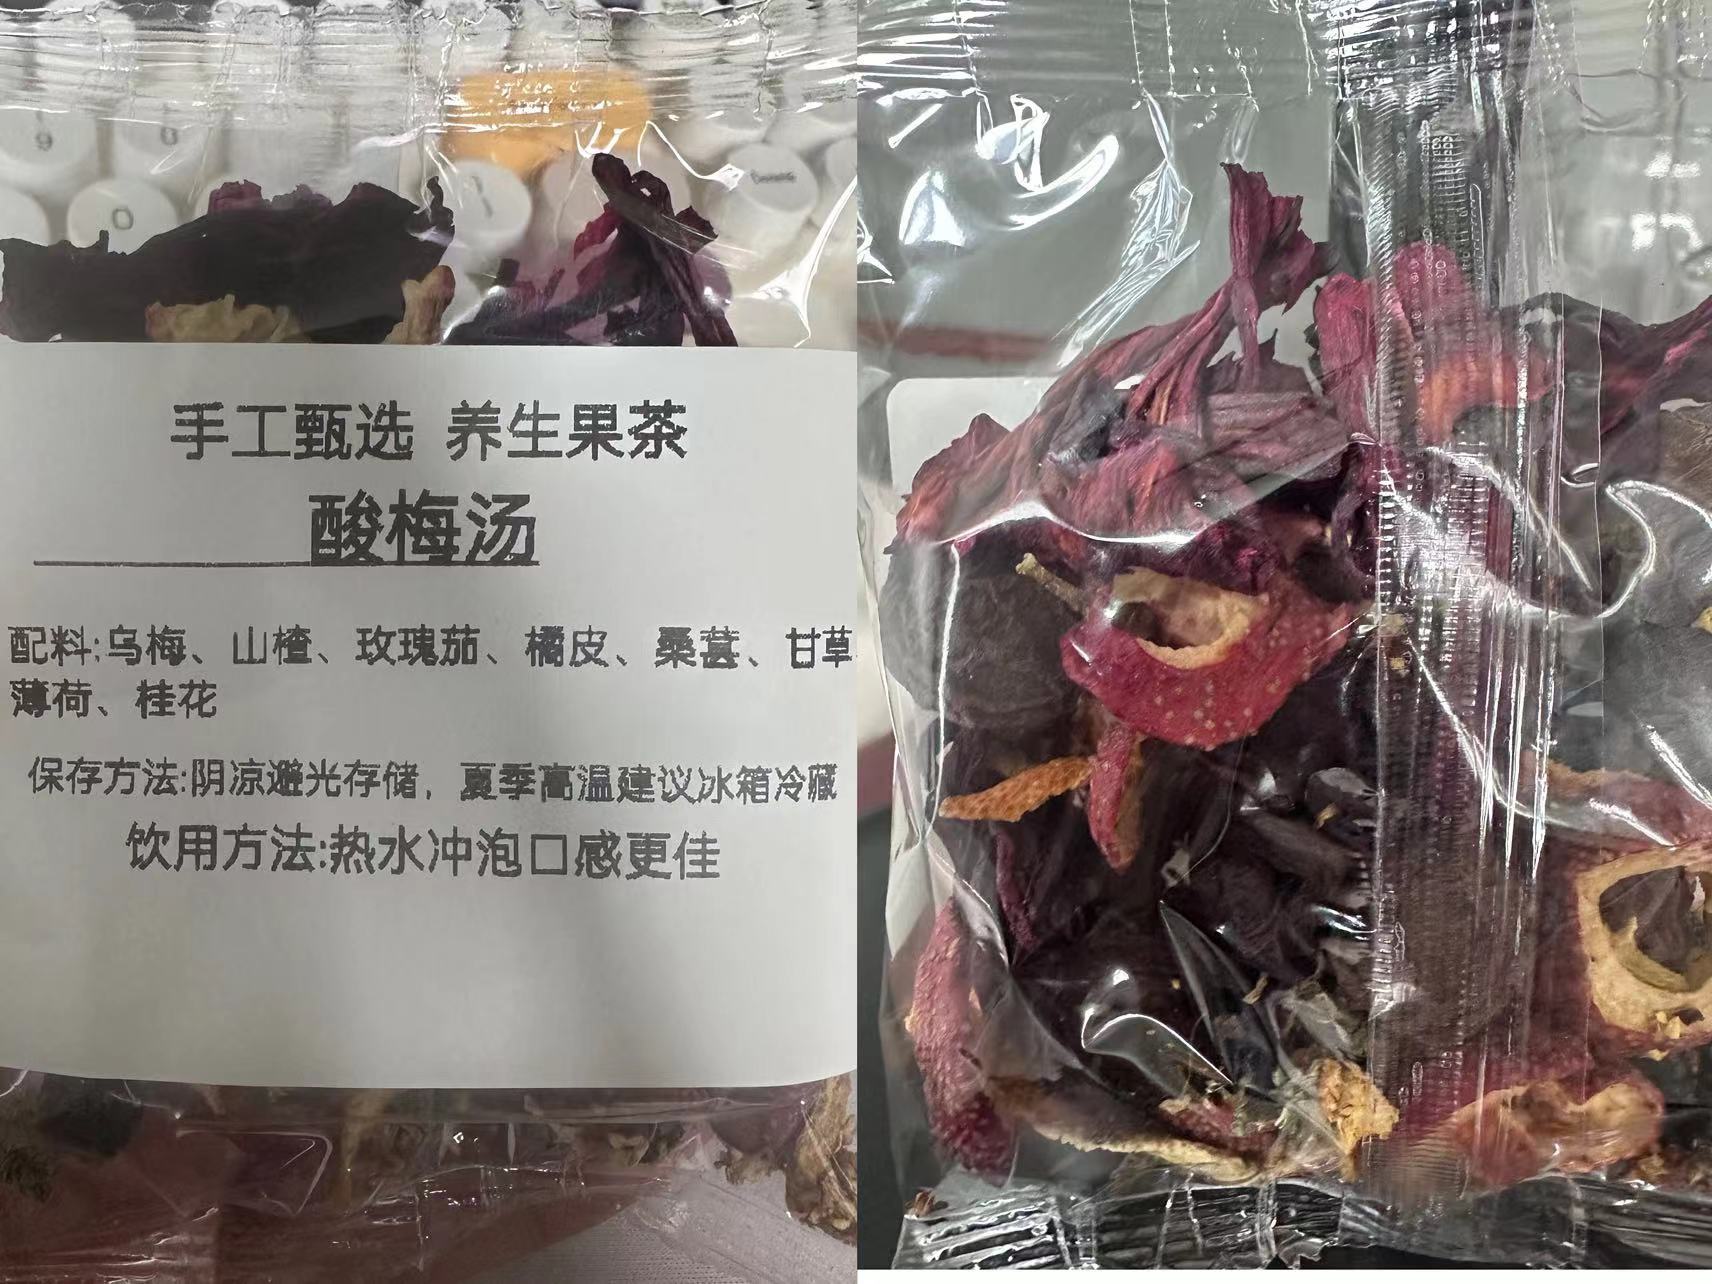 9
0
手工甄选 养生果茶
酸梅汤
配料:乌梅、山楂、玫瑰茄、橘皮、桑葚、甘草
薄荷、桂花
保存方法:阴凉避光存储，夏季高温建议冰箱冷藏
饮用方法:热水冲泡口感更佳